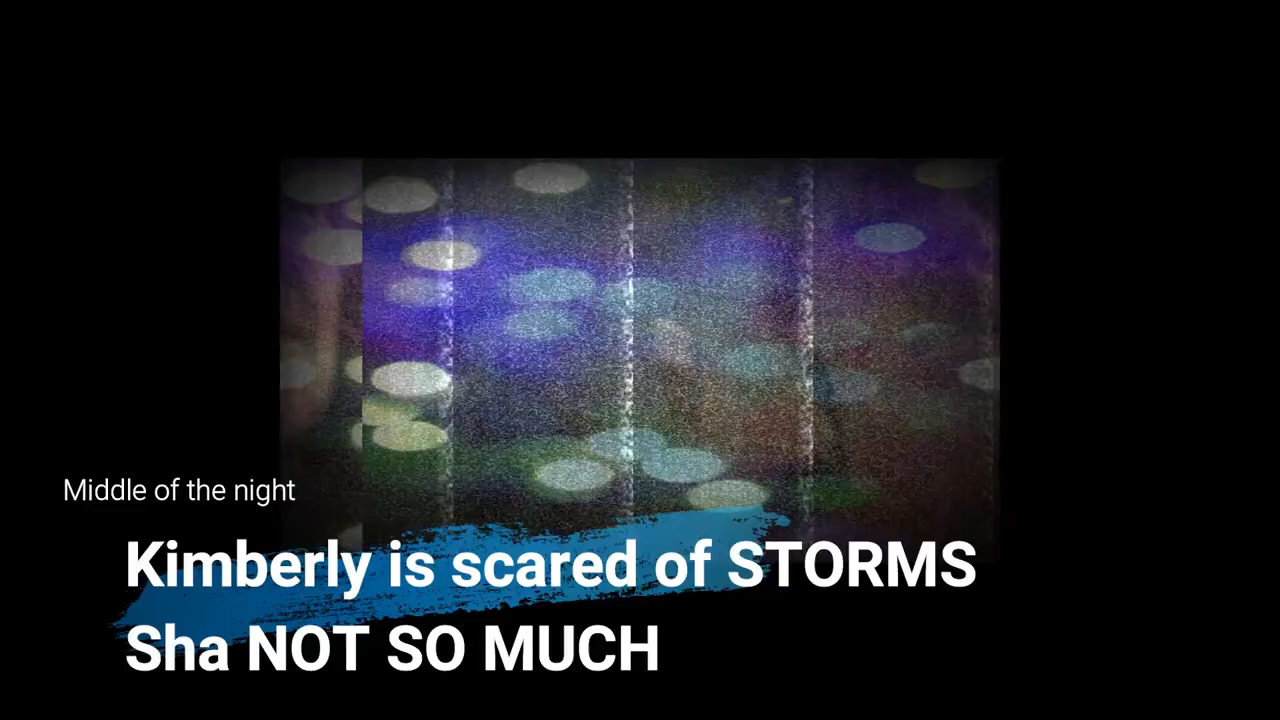 Middle of the night
Kimberly is scared of STORMS
Sha NOT SO MUCH